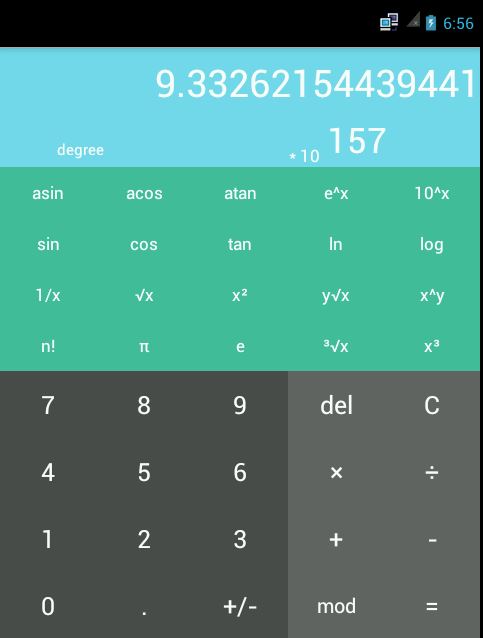 6:56
9.33262154439441
degree * 10 157
asin acos atan e^x 10^x
sin cos tan ln log
1/x √x x² y√x x^y
n! π e ³√x x³
7 8 9 del C
4 5 6 × ÷
1 2 3 + -
0 . +/- mod =